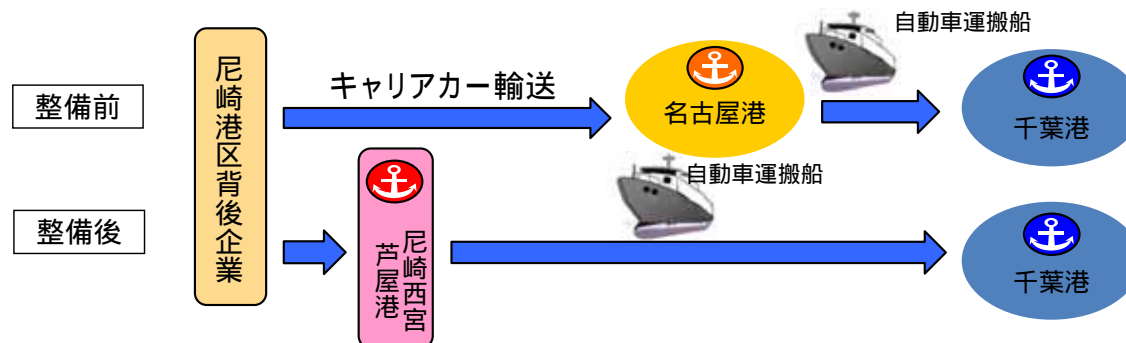 自動車運搬船
整備前
尼崎港区背後企業
キャリアカー輸送
名古屋港
千葉港
自動車運搬船
整備後
尼崎西宮
芦屋港
千葉港